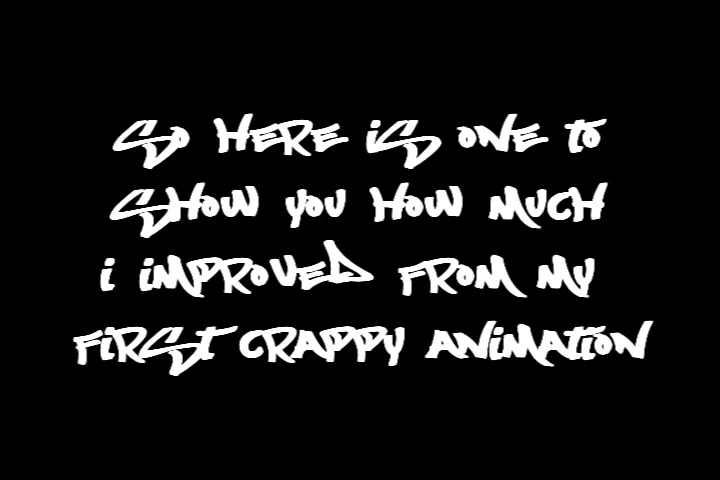 SO HERE iS ONE tO
SHOW YOU HOW MUCH
i iMPROVED FROM MY
FiRSt CRAPPY ANiMAtiON